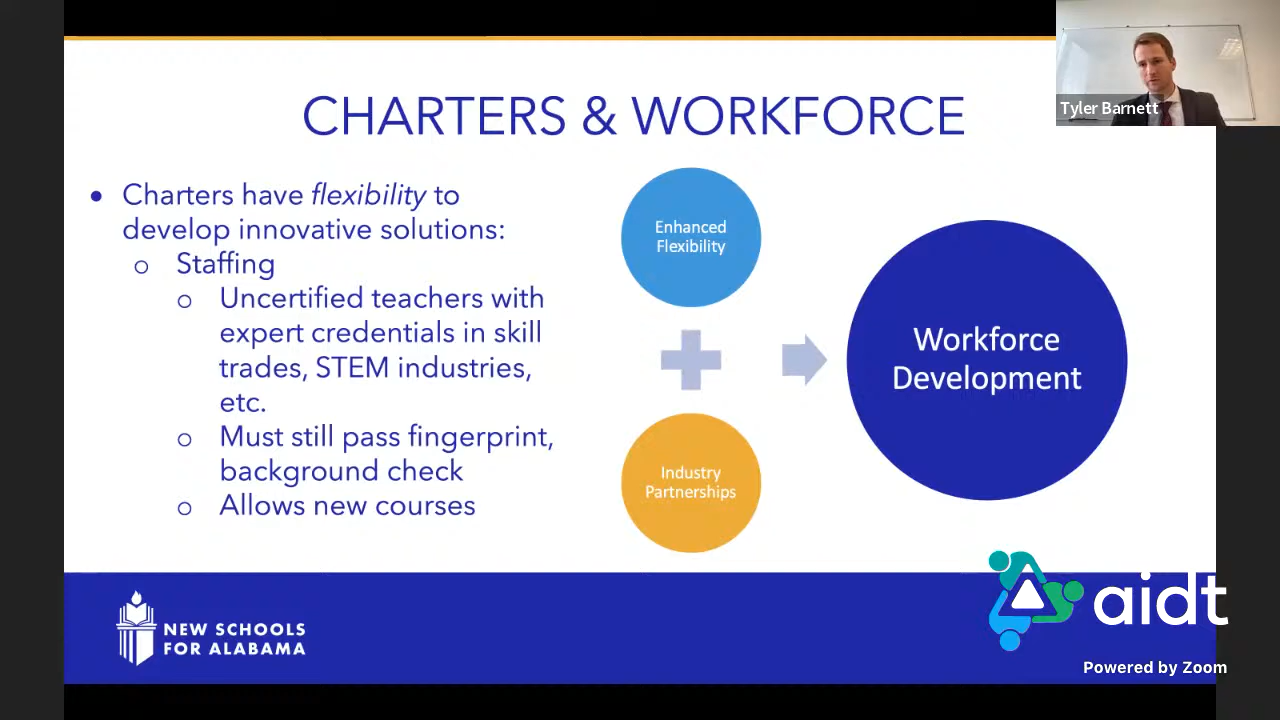 CHARTERS & WORKFORCE
Tyler Barnett
• Charters have flexibility to
develop innovative solutions:
o Staffing
o Uncertified teachers with
expert credentials in skill
trades, STEM industries,
etc.
o Must still pass fingerprint,
background check
o Allows new courses
Enhanced
Flexibility
Industry
Partnerships
Workforce
Development
NEW SCHOOLS
FOR ALABAMA
aidt
Powered by Zoom